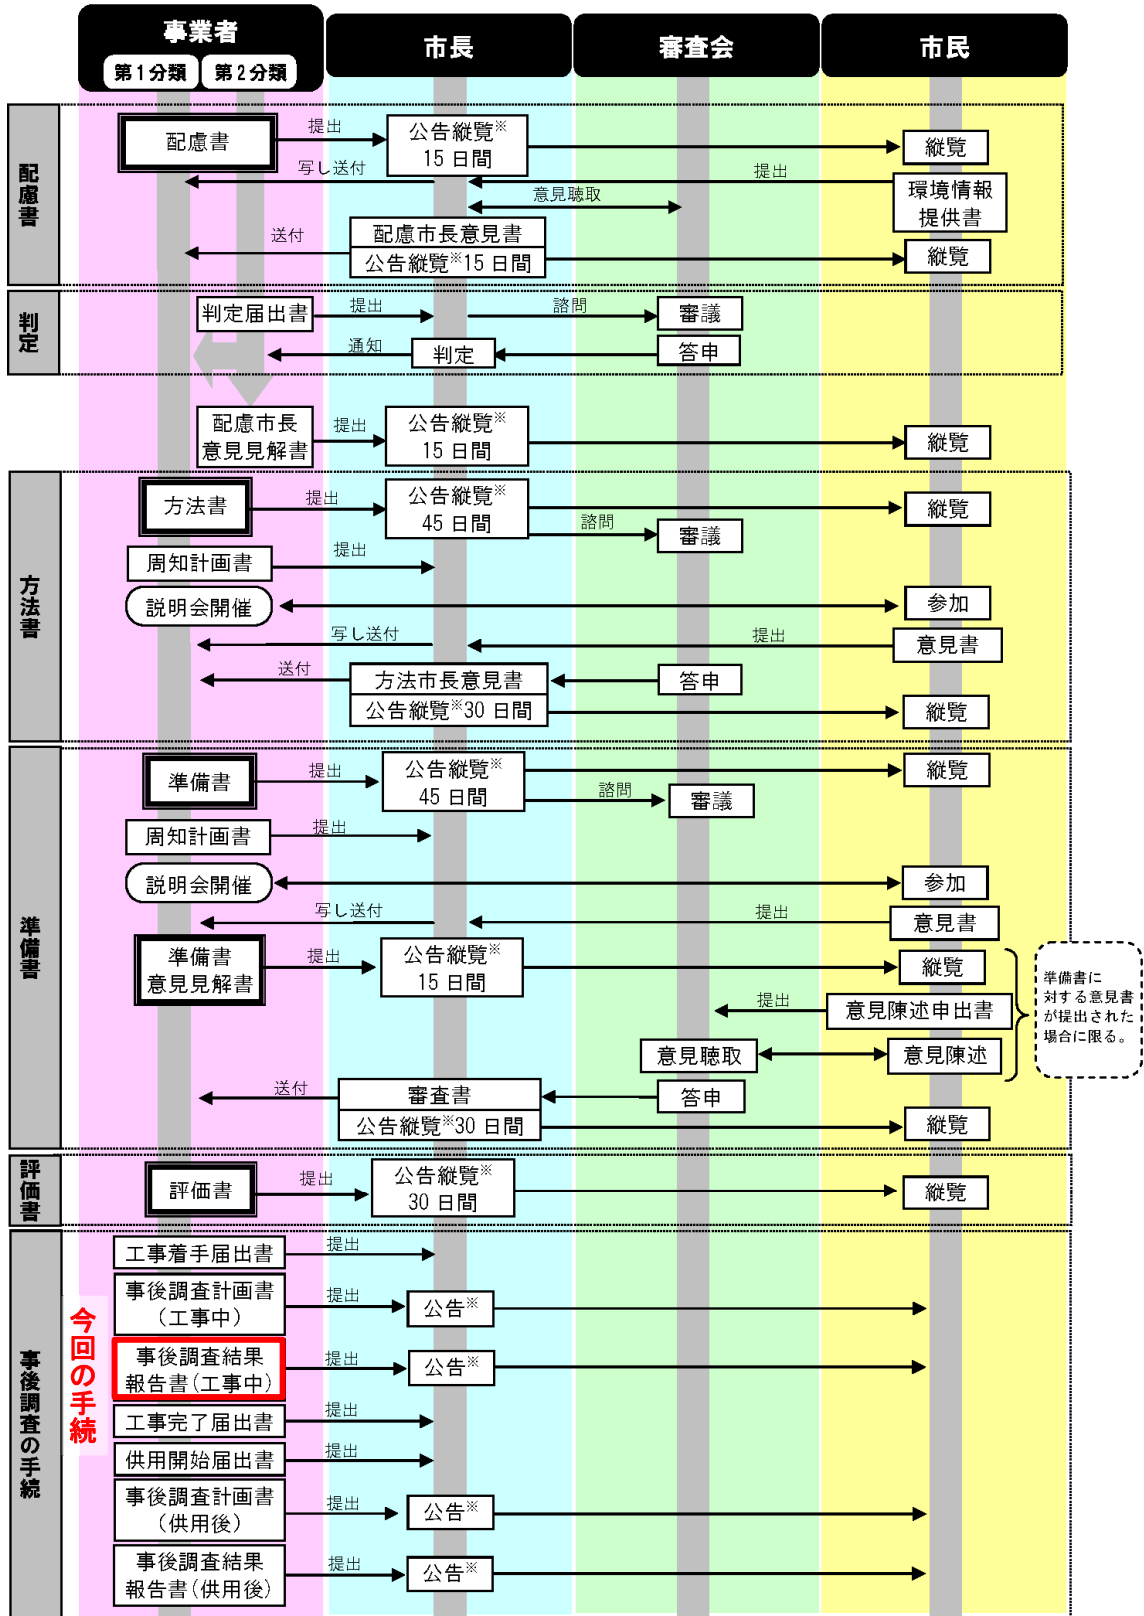 事業者
第1分類
第2分類
市長
審査会
市民
配慮書
配慮書
提出
公告縦覧※
15 日間
縦覧
写し送付
提出
環境情報
提供書
意見聴取
送付
配慮市長意見書
公告縦覧※15 日間
縦覧
判定
判定届出書
提出
諮問
審議
通知
判定
答申
配慮市長
意見見解書
提出
公告縦覧※
15 日間
縦覧
方法書
方法書
提出
公告縦覧※
45 日間
縦覧
諮問
審議
周知計画書
提出
説明会開催
参加
写し送付
提出
意見書
送付
方法市長意見書
公告縦覧※30 日間
答申
縦覧
準備書
準備書
提出
公告縦覧※
45 日間
縦覧
諮問
審議
周知計画書
提出
説明会開催
参加
写し送付
提出
意見書
準備書
意見見解書
提出
公告縦覧※
15 日間
縦覧
準備書に
対する意見書
が提出された
場合に限る。
提出
意見陳述申出書
意見聴取
意見陳述
送付
審査書
公告縦覧※30 日間
答申
縦覧
評価書
評価書
提出
公告縦覧※
30 日間
縦覧
事後調査の手続
工事着手届出書
提出
事後調査計画書
(工事中)
提出
公告※
今回の手続
事後調査結果
報告書(工事中)
提出
公告※
工事完了届出書
提出
供用開始届出書
提出
事後調査計画書
(供用後)
提出
公告※
事後調査結果
報告書(供用後)
提出
公告※